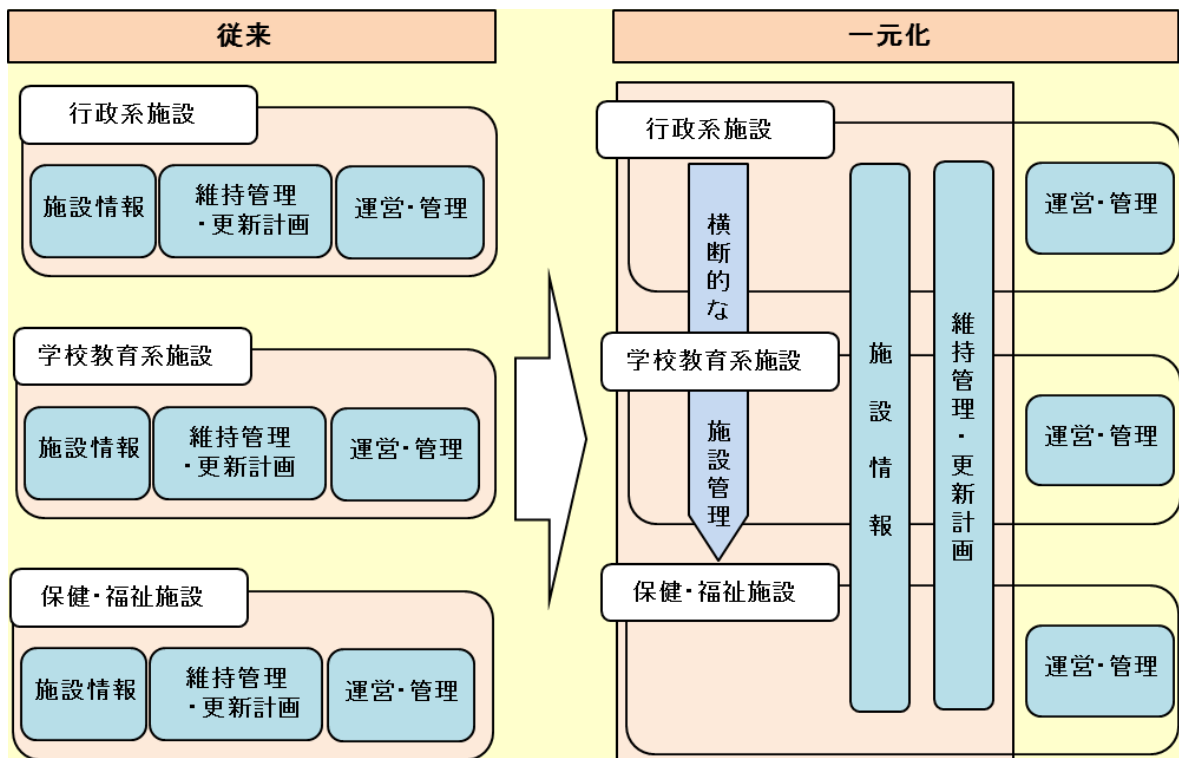 従来
行政系施設
施設情報
維持管理
・更新計画
運営・管理
学校教育系施設
施設情報
維持管理
・更新計画
運営・管理
保健・福祉施設
施設情報
維持管理
・更新計画
運営・管理
一元化
行政系施設
横断的な
施設管理
学校教育系施設
保健・福祉施設
施設情報
維持管理・更新計画
運営・管理
運営・管理
運営・管理